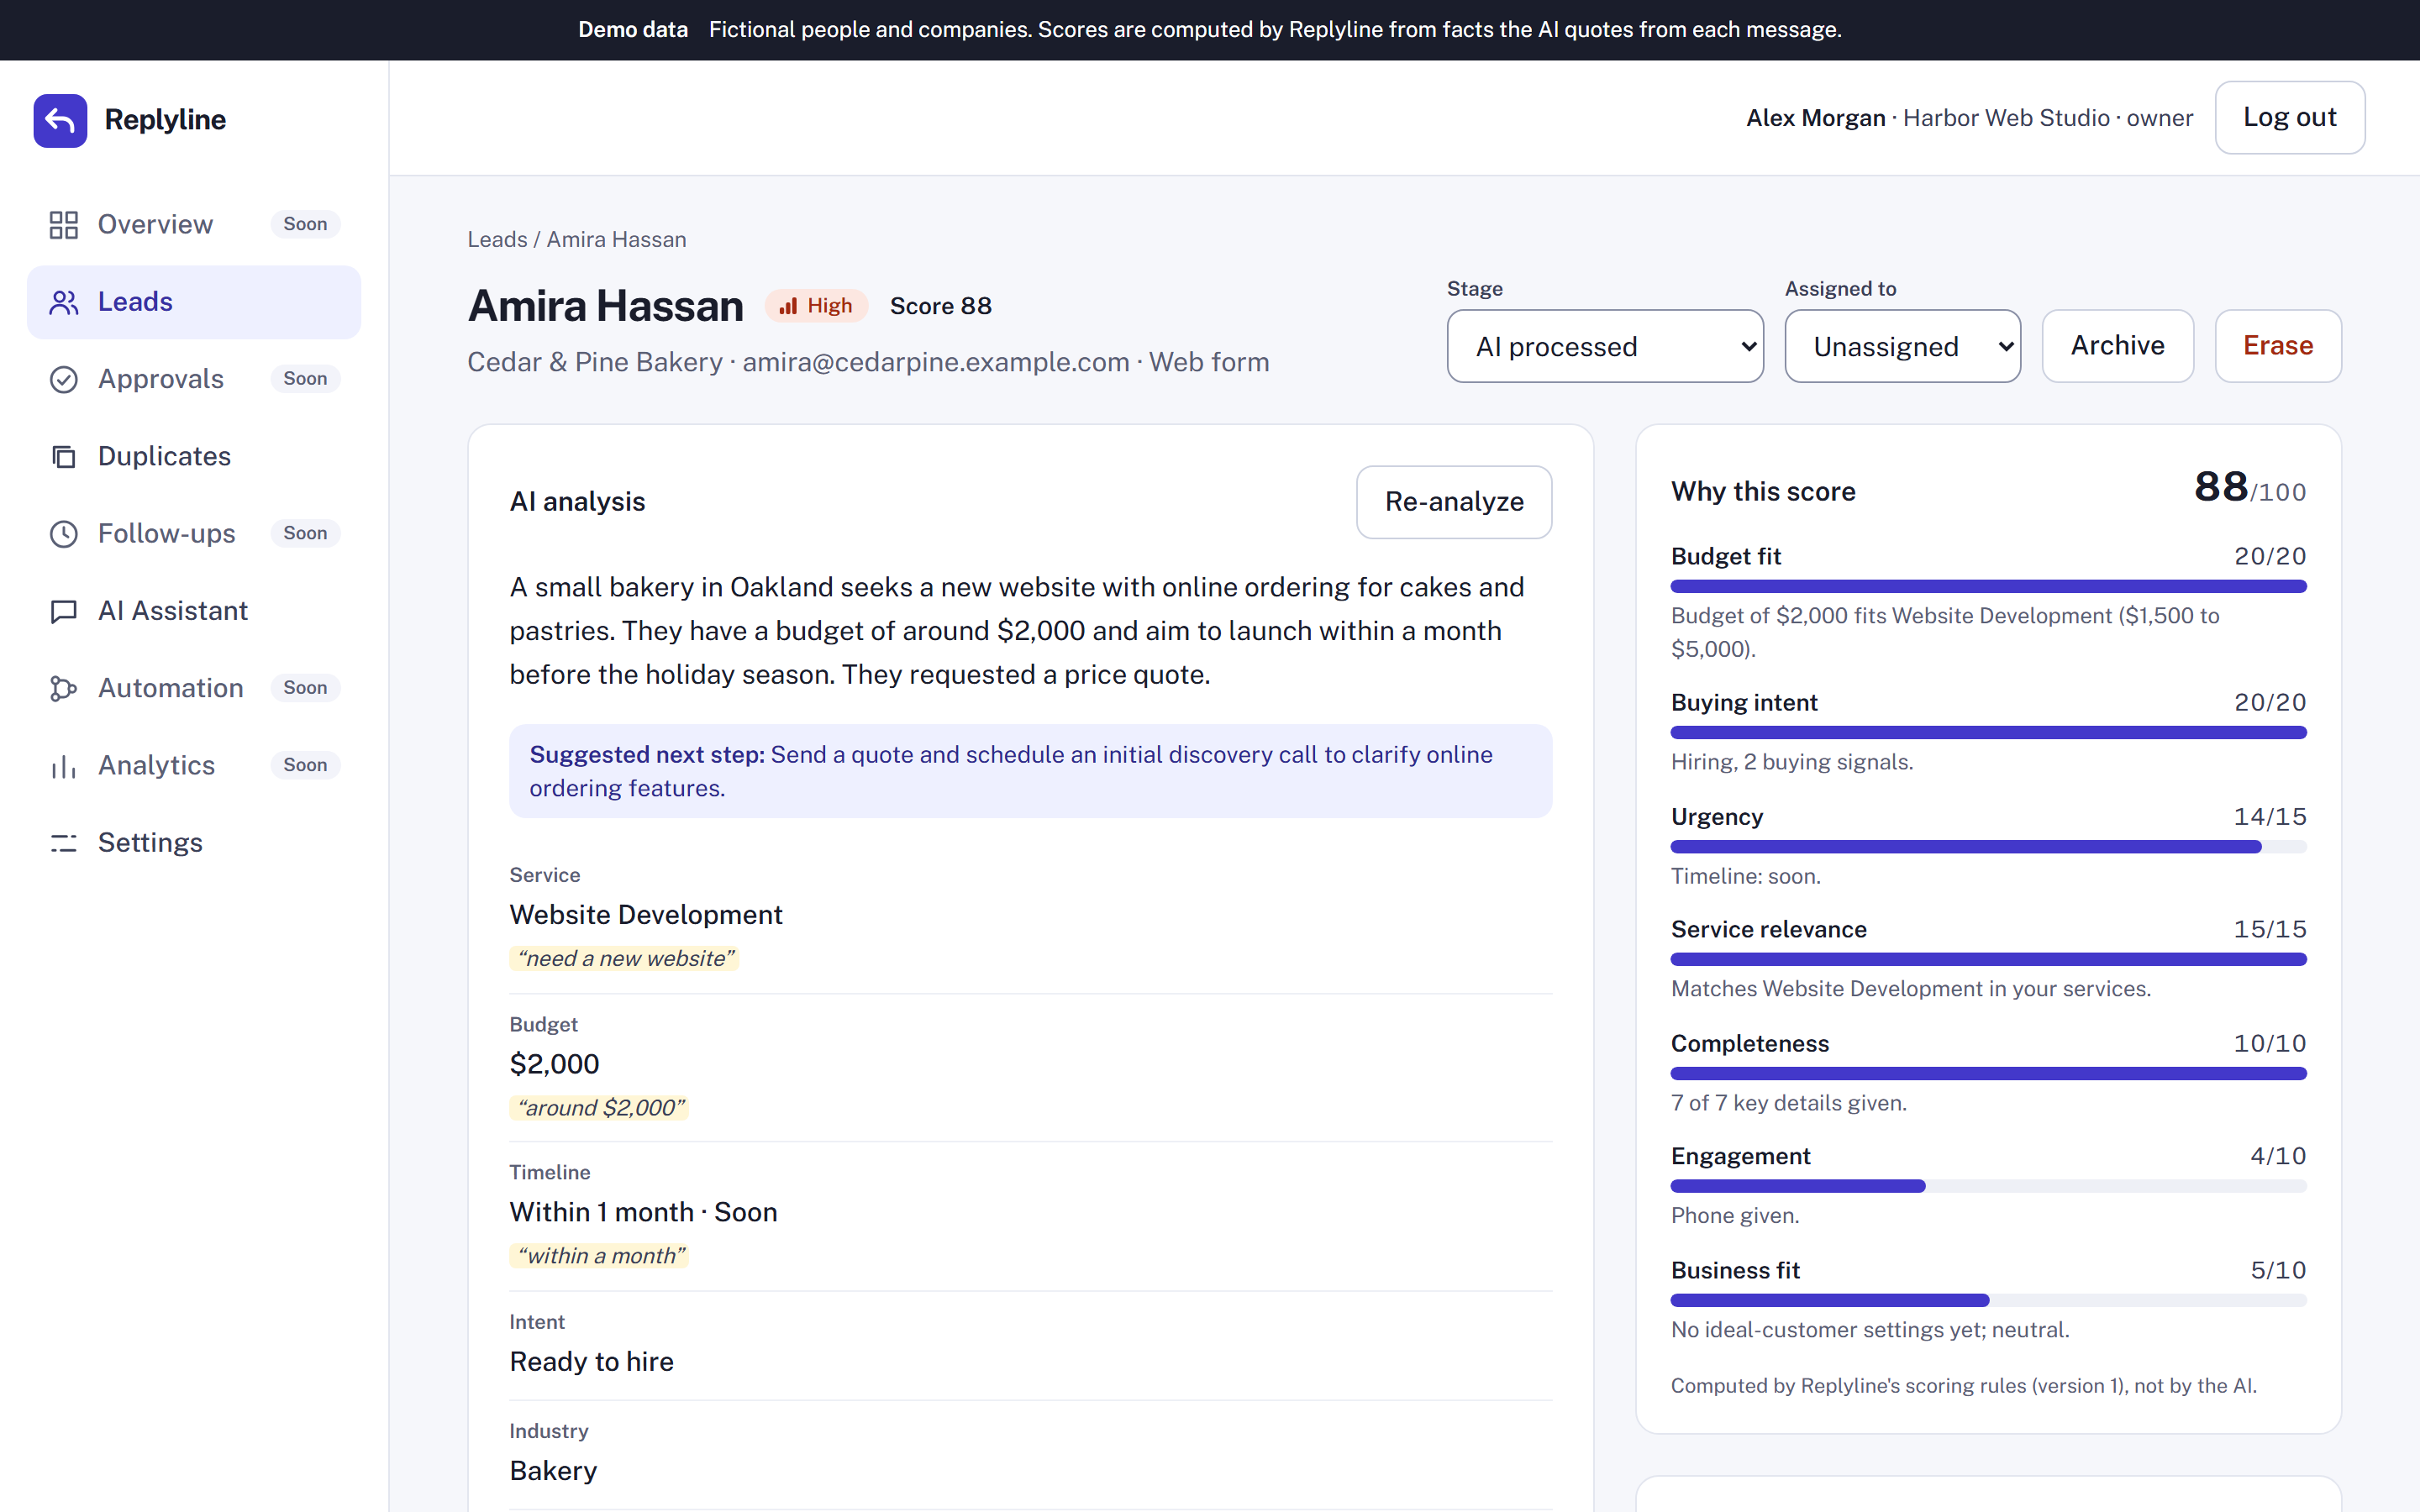 Demo data Fictional people and companies. Scores are computed by Replyline from facts the AI quotes from each message.
Replyline
Alex Morgan · Harbor Web Studio · owner
Log out
Overview Soon
Leads
Approvals Soon
Duplicates
Follow-ups Soon
AI Assistant
Automation Soon
Analytics Soon
Settings
Leads / Amira Hassan
Amira Hassan High Score 88
Cedar & Pine Bakery · amira@cedarpine.example.com · Web form
Stage
AI processed
Assigned to
Unassigned
Archive
Erase
AI analysis
Re-analyze
A small bakery in Oakland seeks a new website with online ordering for cakes and
pastries. They have a budget of around $2,000 and aim to launch within a month
before the holiday season. They requested a price quote.
Suggested next step: Send a quote and schedule an initial discovery call to clarify online
ordering features.
Service
Website Development
“need a new website”
Budget
$2,000
“around $2,000”
Timeline
Within 1 month · Soon
“within a month”
Intent
Ready to hire
Industry
Bakery
Why this score 88/100
Budget fit 20/20
Budget of $2,000 fits Website Development ($1,500 to
$5,000).
Buying intent 20/20
Hiring, 2 buying signals.
Urgency 14/15
Timeline: soon.
Service relevance 15/15
Matches Website Development in your services.
Completeness 10/10
7 of 7 key details given.
Engagement 4/10
Phone given.
Business fit 5/10
No ideal-customer settings yet; neutral.
Computed by Replyline's scoring rules (version 1), not by the AI.